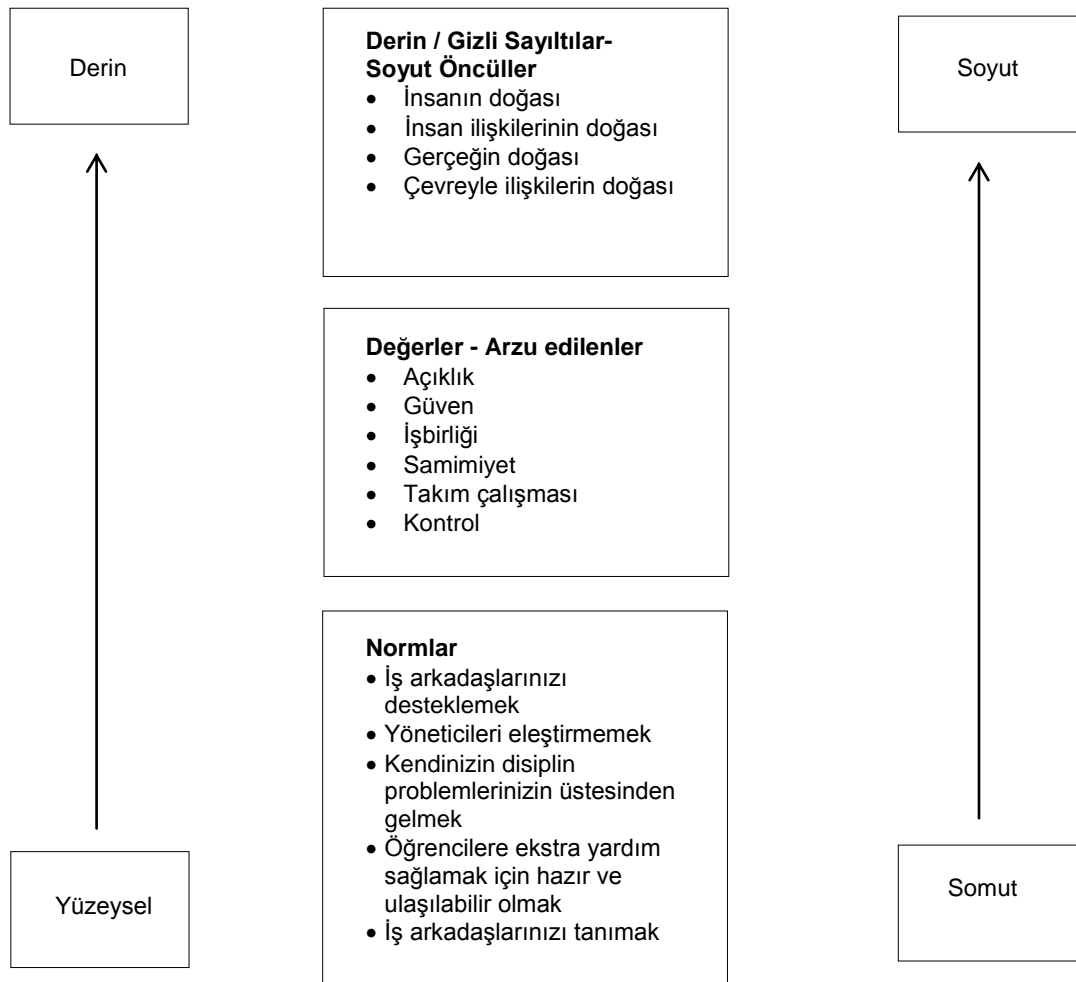 Derin
Derin / Gizli Sayıltılar-
Soyut Öncüller
• İnsanın doğası
• İnsan ilişkilerinin doğası
• Gerçeğin doğası
• Çevreyle ilişkilerin doğası
Soyut
Değerler - Arzu edilenler
• Açıklık
• Güven
• İşbirliği
• Samimiyet
• Takım çalışması
• Kontrol
Yüzeysel
Normlar
• İş arkadaşlarınızı
desteklemek
• Yöneticileri eleştirmemek
• Kendinizin disiplin
problemlerinizin üstesinden
gelmek
• Öğrencilere ekstra yardım
sağlamak için hazır ve
ulaşılabilir olmak
• İş arkadaşlarınızı tanımak
Somut